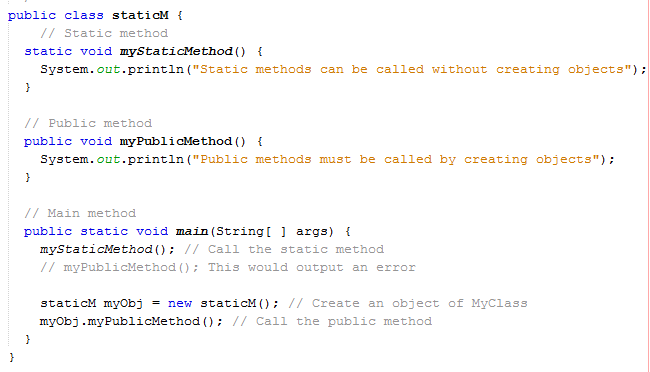 public class staticM {
// Static method
static void myStaticMethod() {
System.out.println("Static methods can be called without creating objects");
}
// Public method
public void myPublicMethod() {
System.out.println("Public methods must be called by creating objects");
}
// Main method
public static void main(String[ ] args) {
myStaticMethod(); // Call the static method
// myPublicMethod(); This would output an error
staticM myObj = new staticM(); // Create an object of MyClass
myObj.myPublicMethod(); // Call the public method
}
}